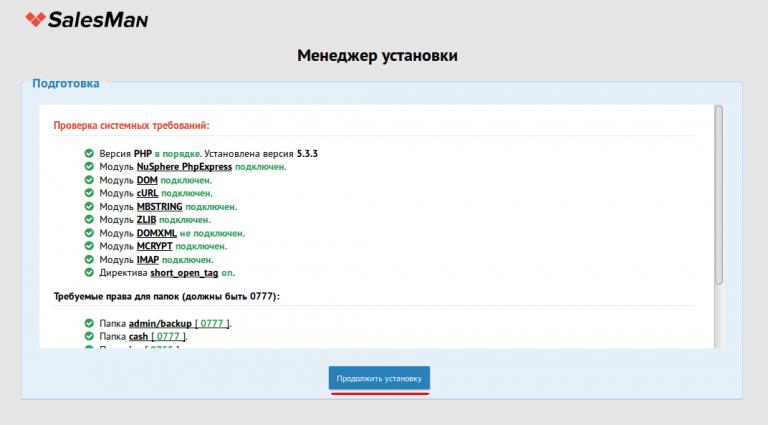 SalesMan
Менеджер установки
Подготовка
Проверка системных требований:
Версия PHP в порядке. Установлена версия 5.3.3
Модуль NuSphere PhpExpress подключен.
Модуль DOM подключен.
Модуль cURL подключен.
Модуль MBSTRING подключен.
Модуль ZLIB подключен.
Модуль DOMXML не подключен.
Модуль MCRYPT подключен.
Модуль IMAP подключен.
Директива short_open_tag on.
Требуемые права для папок (должны быть 0777):
Папка admin/backup [ 0777 ].
Папка cash [ 0777 ].
Продолжить установку